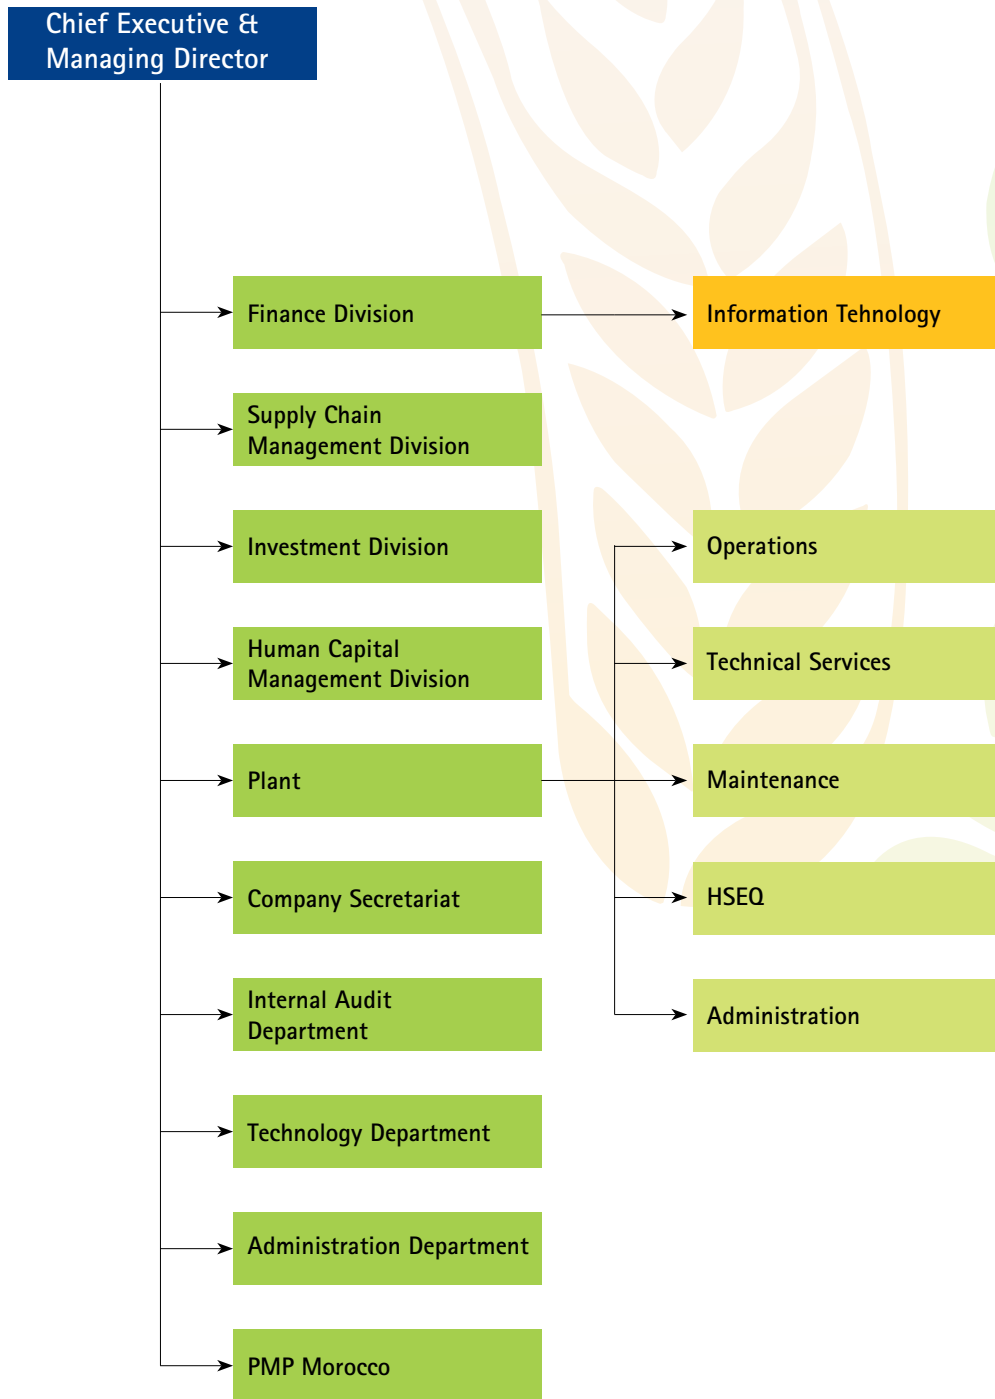 Chief Executive &
Managing Director
Finance Division
Information Tehnology
Supply Chain
Management Division
Investment Division
Operations
Human Capital
Management Division
Technical Services
Plant
Maintenance
Company Secretariat
HSEQ
Internal Audit
Department
Administration
Technology Department
Administration Department
PMP Morocco